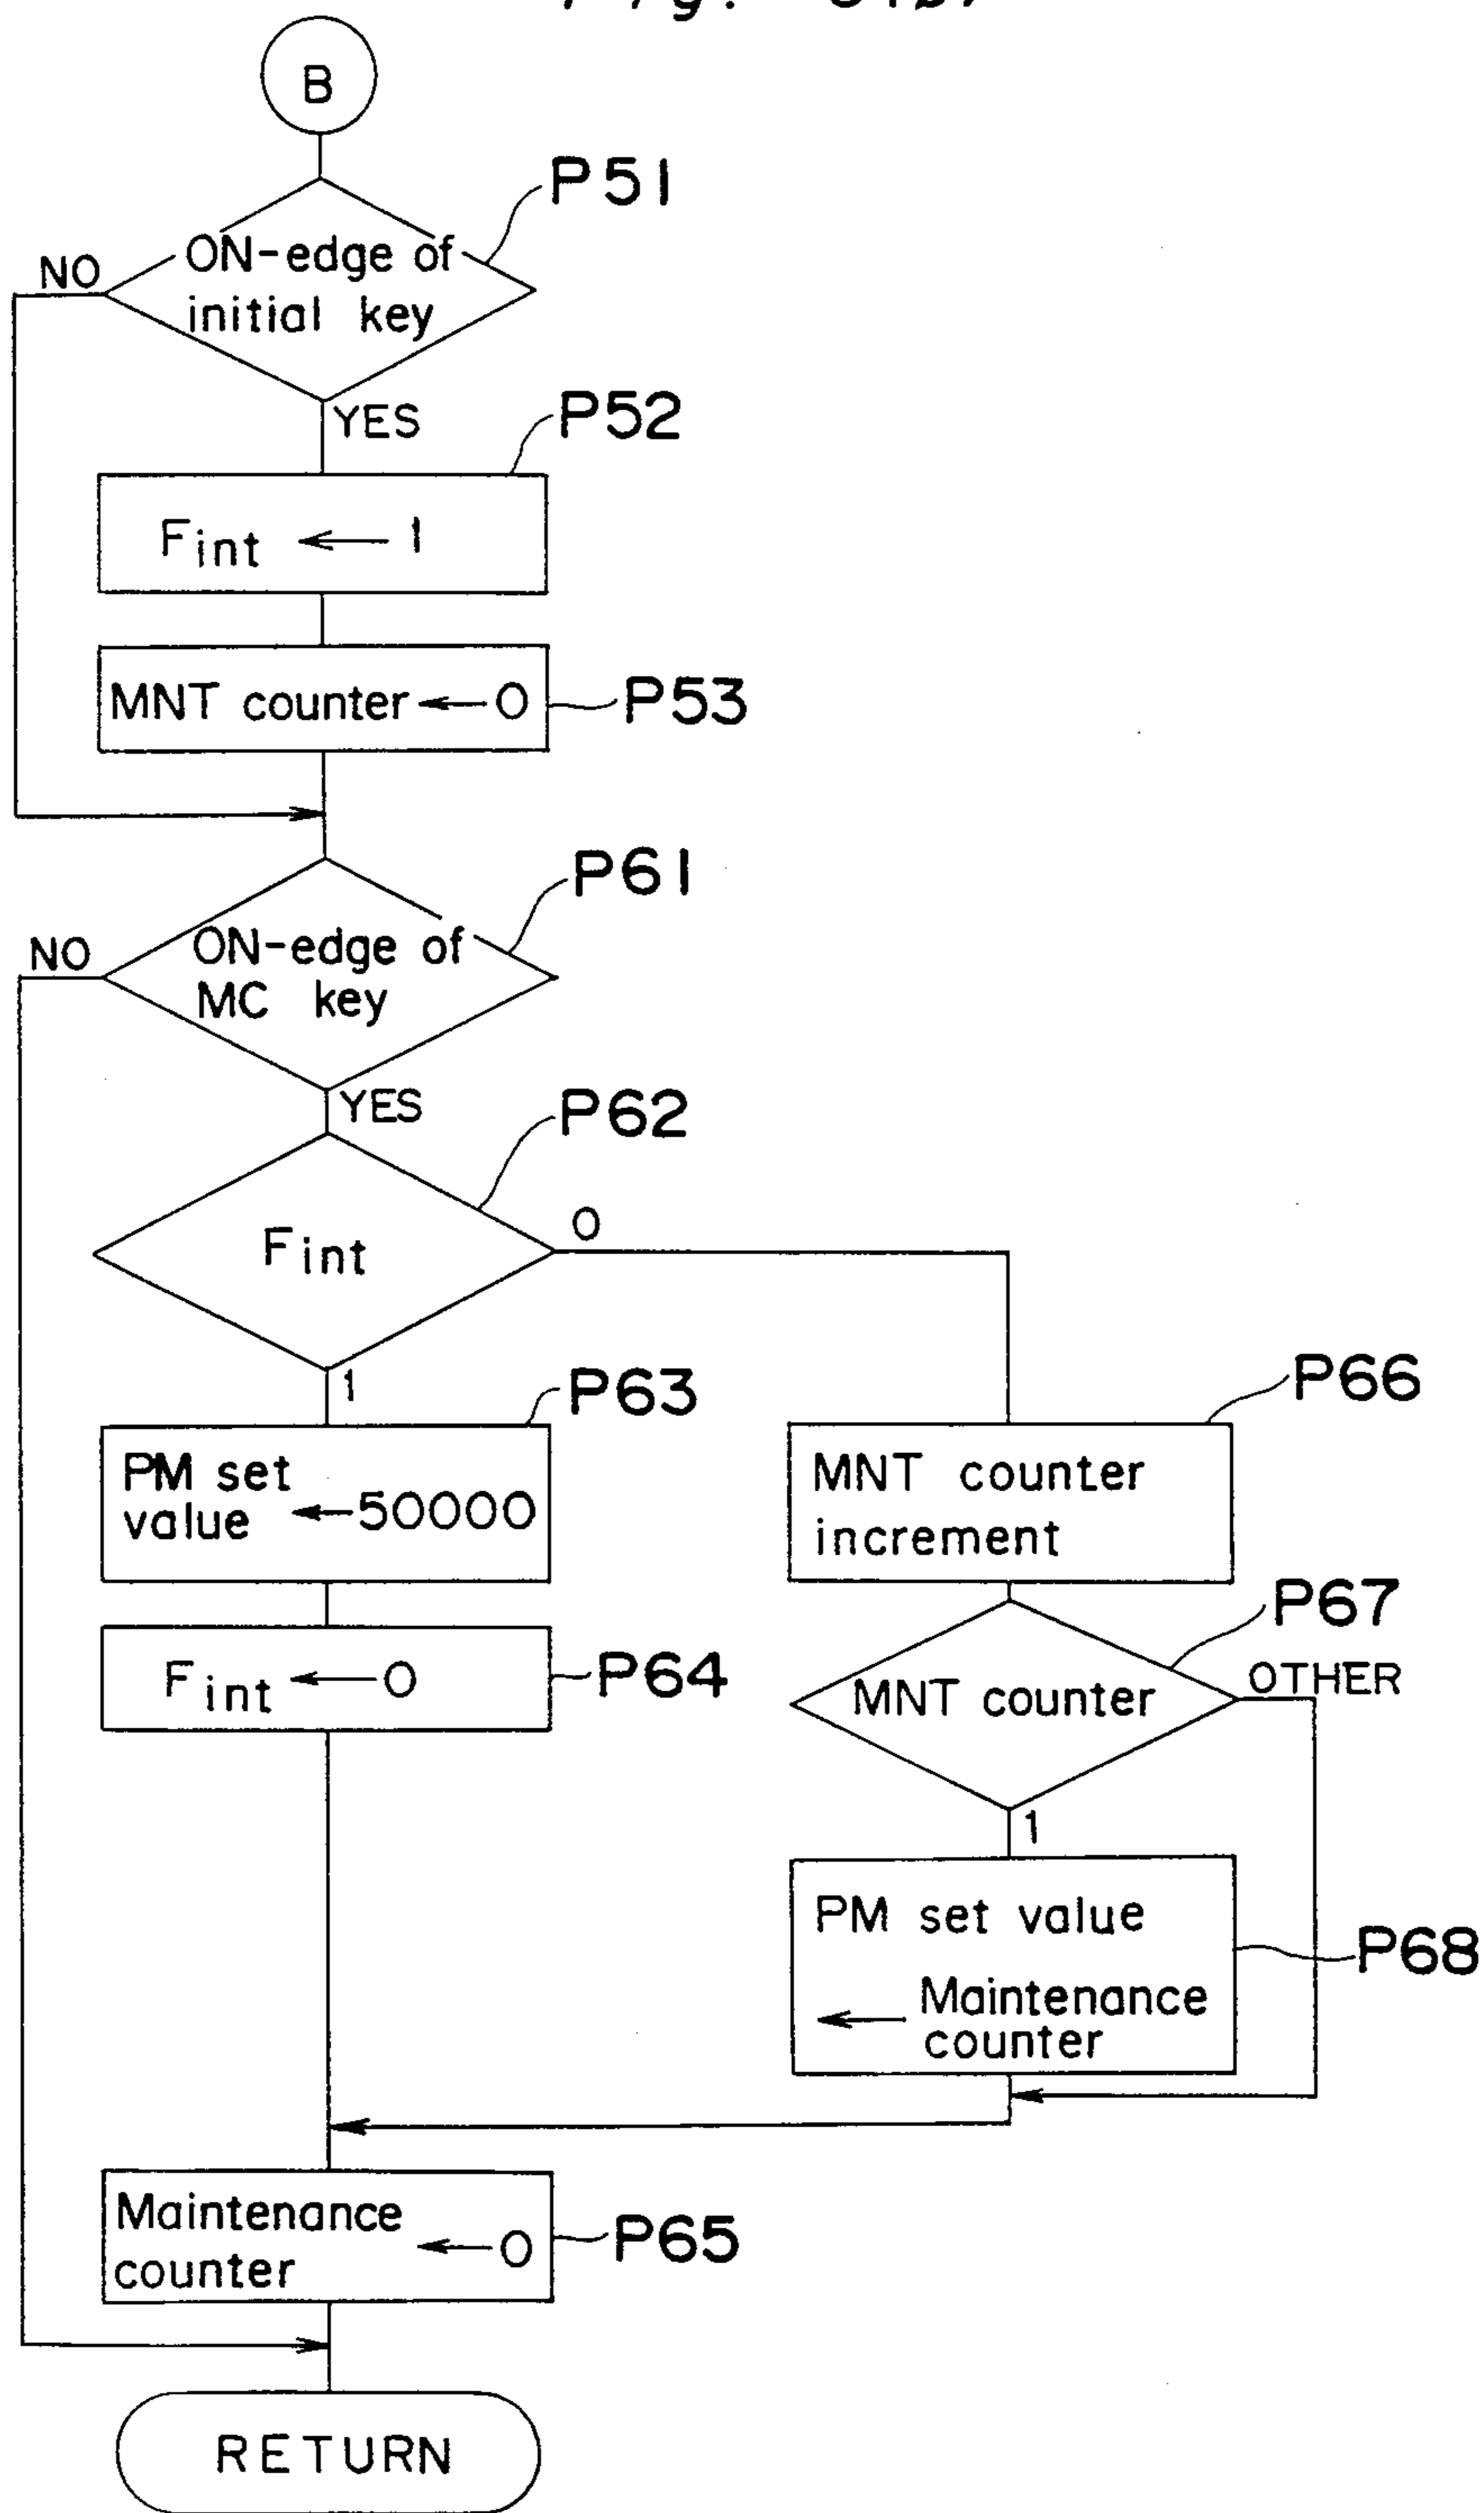 B
P51
ON-edge of
initial key
NO
YES
P52
Fint ← 1
MNT counter ← 0
P53
P61
ON-edge of
MC key
NO
YES
P62
Fint
0
1
P63
PM set
value ← 50000
P66
MNT counter
increment
Fint ← 0
P64
P67
MNT counter
OTHER
1
PM set value
← Maintenance
counter
P68
Maintenance
counter ← 0
P65
RETURN